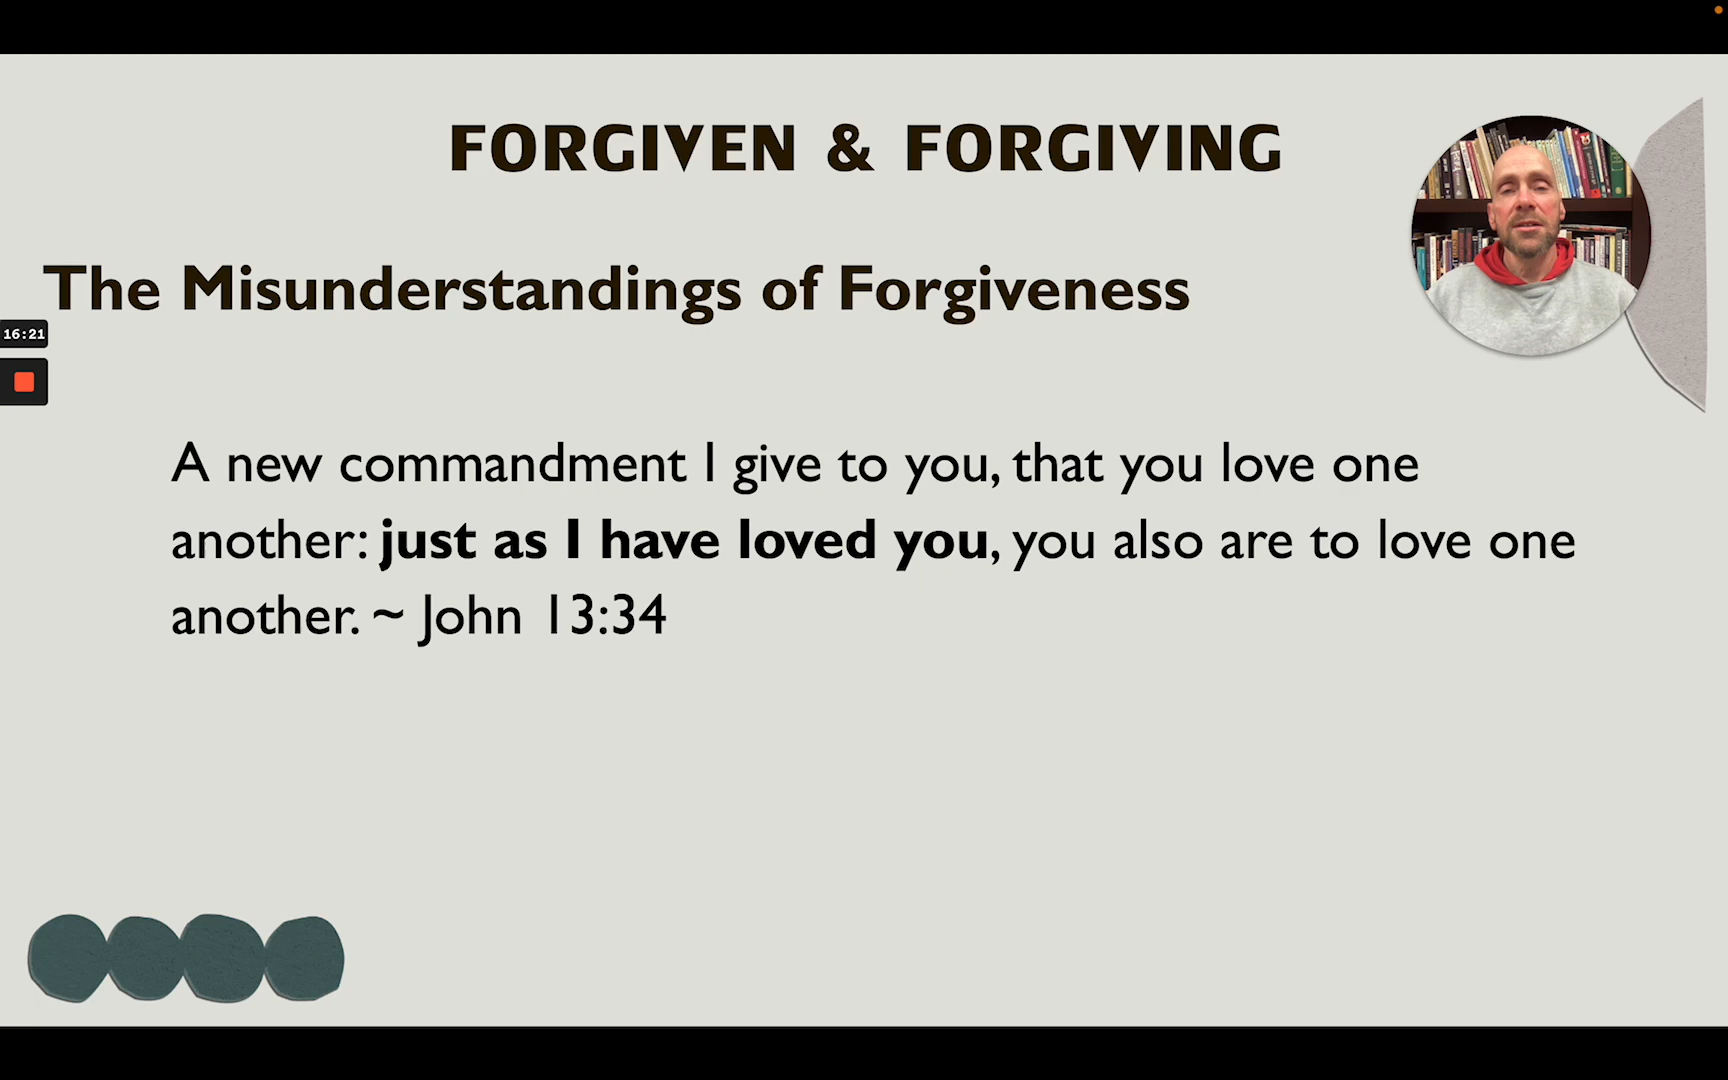 FORGIVEN & FORGIVING
The Misunderstandings of Forgiveness
16:21
A new commandment I give to you, that you love one
another: just as I have loved you, you also are to love one
another. ~ John 13:34